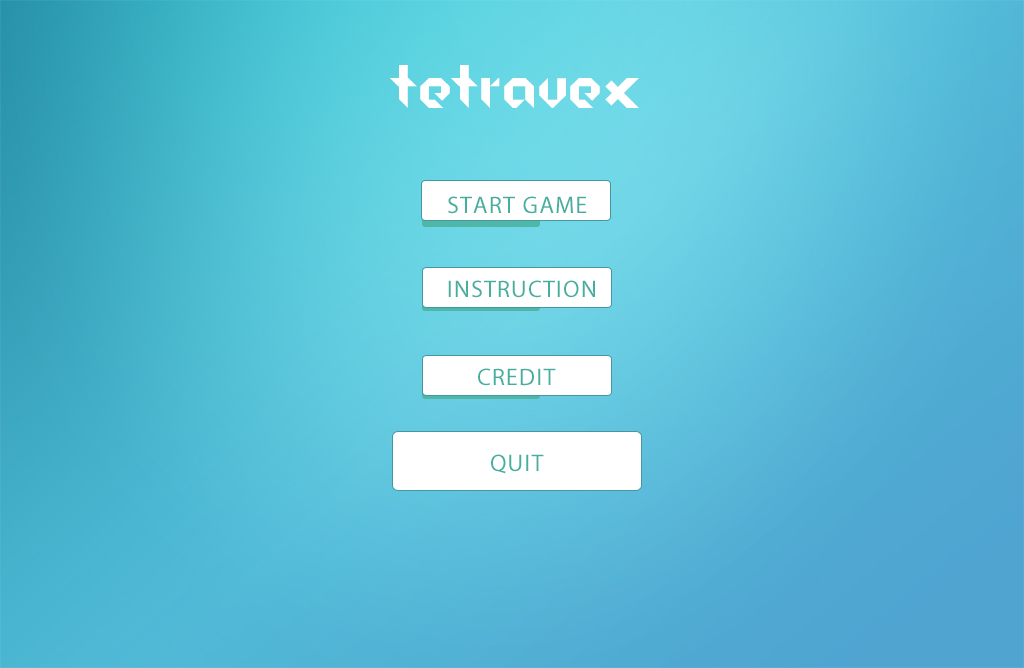 tetravex
START GAME
INSTRUCTION
CREDIT
QUIT